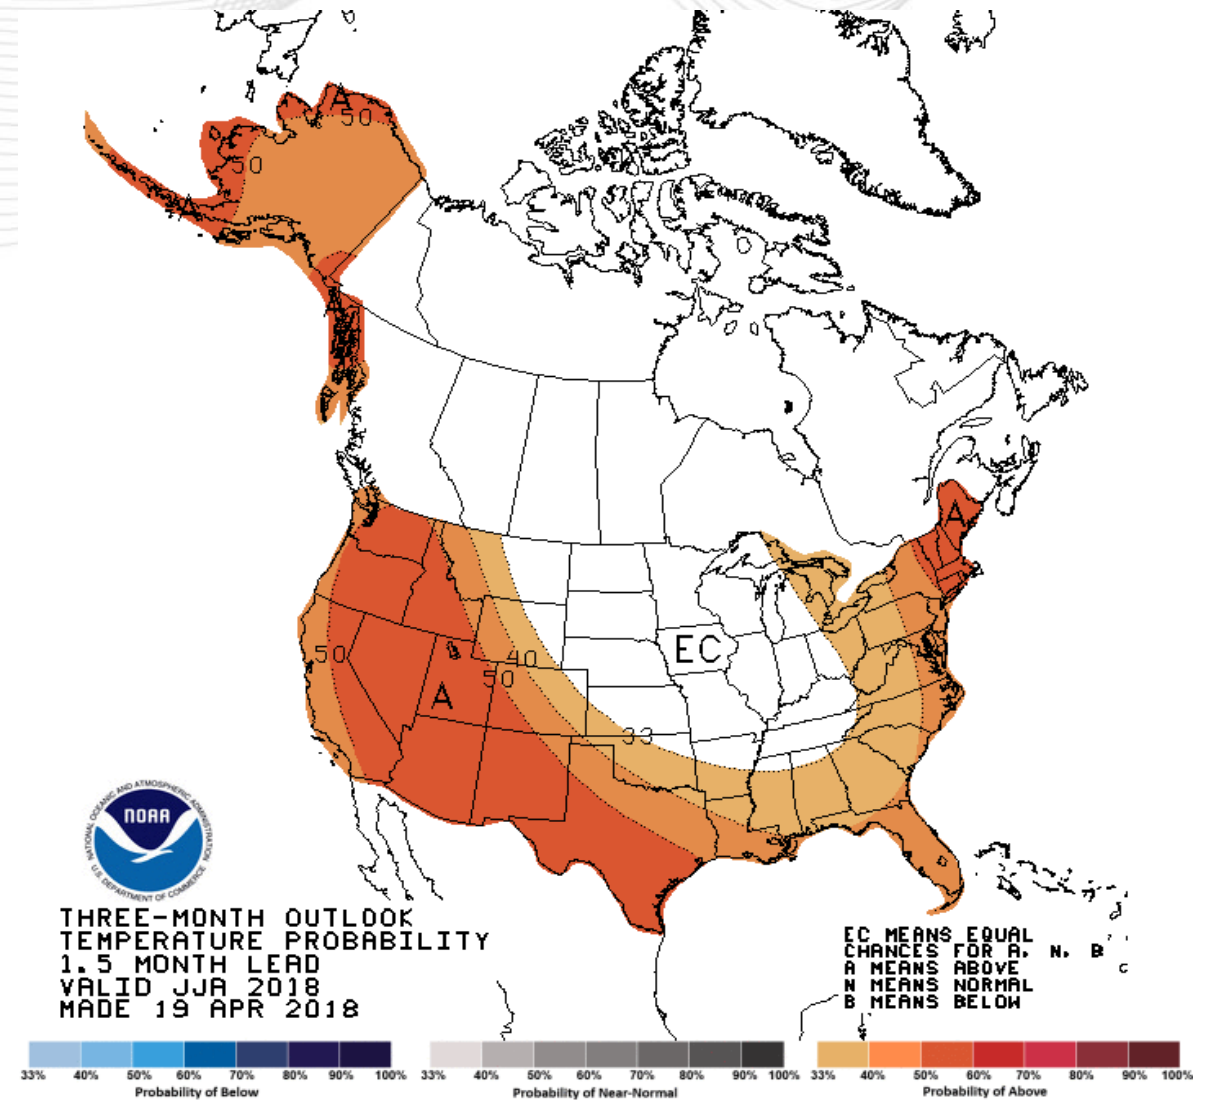 A
50
50
A
A
A
50
40
50
A
EC
33
NATIONAL OCEANIC AND ATMOSPHERIC ADMINISTRATION
NOAA
U.S. DEPARTMENT OF COMMERCE
THREE-MONTH OUTLOOK
TEMPERATURE PROBABILITY
1.5 MONTH LEAD
VALID JJA 2018
MADE 19 APR 2018
EC MEANS EQUAL
CHANCES FOR A, N, B
A MEANS ABOVE
N MEANS NORMAL
B MEANS BELOW
33% 40% 50% 60% 70% 80% 90% 100%
Probability of Below
33% 40% 50% 60% 70% 80% 90% 100%
Probability of Near-Normal
33% 40% 50% 60% 70% 80% 90% 100%
Probability of Above